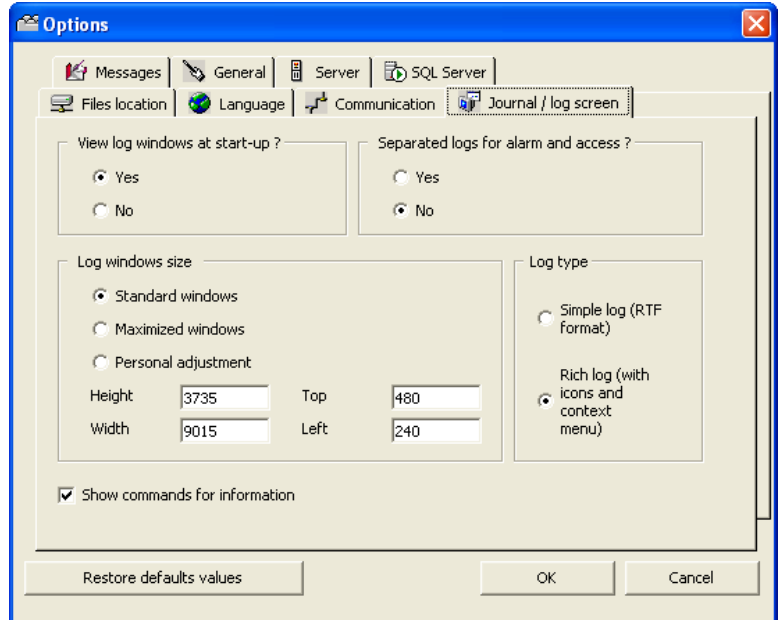 Options
Messages
General
Server
SQL Server
Files location
Language
Communication
Journal / log screen
View log windows at start-up ?
Yes
No
Separated logs for alarm and access ?
Yes
No
Log windows size
Standard windows
Maximized windows
Personal adjustment
Height
3735
Top
480
Width
9015
Left
240
Log type
Simple log (RTF
format)
Rich log (with
icons and
context
menu)
Show commands for information
Restore defaults values
OK
Cancel